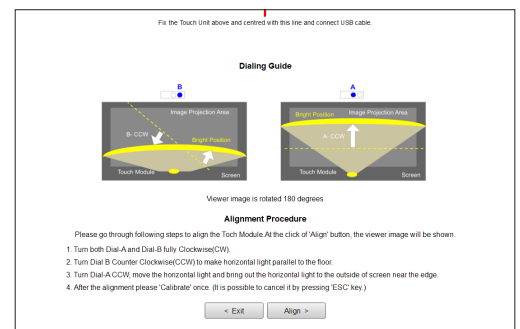 Fix the Touch Unit above and centred with this line and connect USB cable.
Dialing Guide
B
Image Projection Area
B- CCW
Bright Position
Touch Module
Screen
A
Bright Position
Image Projection Area
A- CCW
Touch Module
Screen
Viewer image is rotated 180 degrees
Alignment Procedure
Please go through following steps to align the Toch Module.At the click of 'Align' button, the viewer image will be shown.
1. Turn both Dial-A and Dial-B fully Clockwise(CW).
2. Turn Dial B Counter Clockwise(CCW) to make horizontal light parallel to the floor.
3. Turn Dial-A CCW, move the horizontal light and bring out the horizontal light to the outside of screen near the edge.
4. After the alignment please 'Calibrate' once. (It is possible to cancel it by pressing 'ESC' key.)
< Exit
Align >